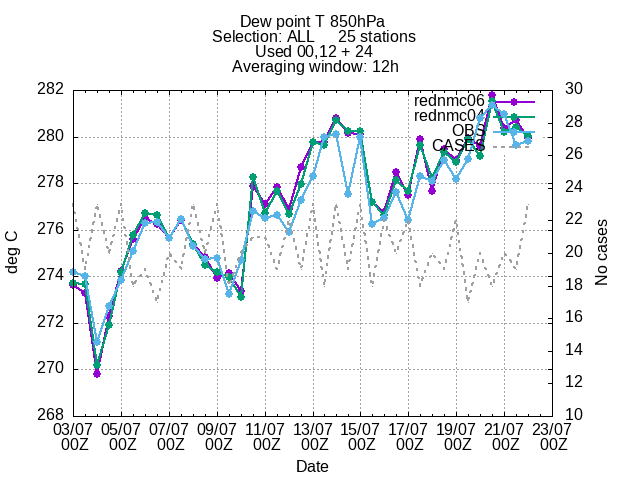 Dew point T 850hPa
Selection: ALL 25 stations
Used 00,12 + 24
Averaging window: 12h
282 30
280 28
278 26
276 24
274 22
272 20
270 18
268 16
14
12
10
rednmc06
rednmc04
OBS
CASES
deg C
No cases
03/07 05/07 07/07 09/07 11/07 13/07 15/07 17/07 19/07 21/07 23/07
00Z 00Z 00Z 00Z 00Z 00Z 00Z 00Z 00Z 00Z 00Z
Date